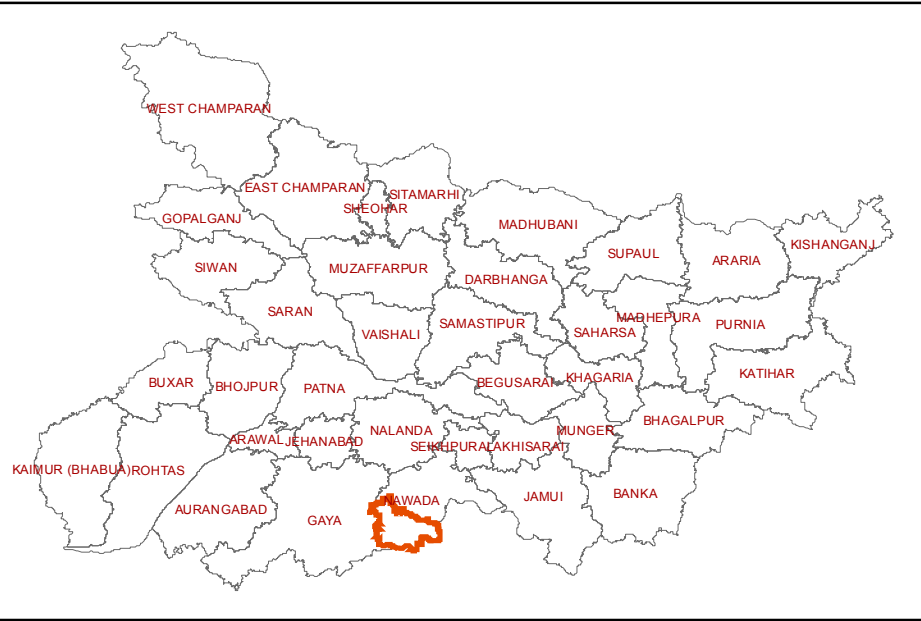 WEST CHAMPARAN
EAST CHAMPARAN
SITAMARHI
SHEOHAR
GOPALGANJ
MADHUBANI
KISHANGANJ
SUPAUL
ARARIA
SIWAN
MUZAFFARPUR
DARBHANGA
SARAN
MADHEPURA
VAISHALI
SAMASTIPUR
SAHARSA
PURNIA
BUXAR
BHOJPUR
PATNA
BEGUSARAI
KHAGARIA
KATIHAR
BHAGALPUR
ARAWAL
JEHANABAD
NALANDA
SEIKHPURA
LAKHISARAI
MUNGER
KAIMUR (BHABUA)
ROHTAS
AURANGABAD
GAYA
NAWADA
JAMUI
BANKA